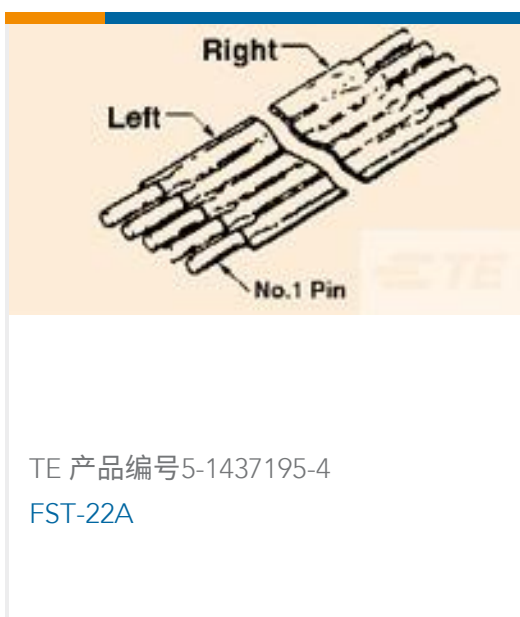 Right
Left
No.1 Pin
TE
TE 产品编号5-1437195-4
FST-22A